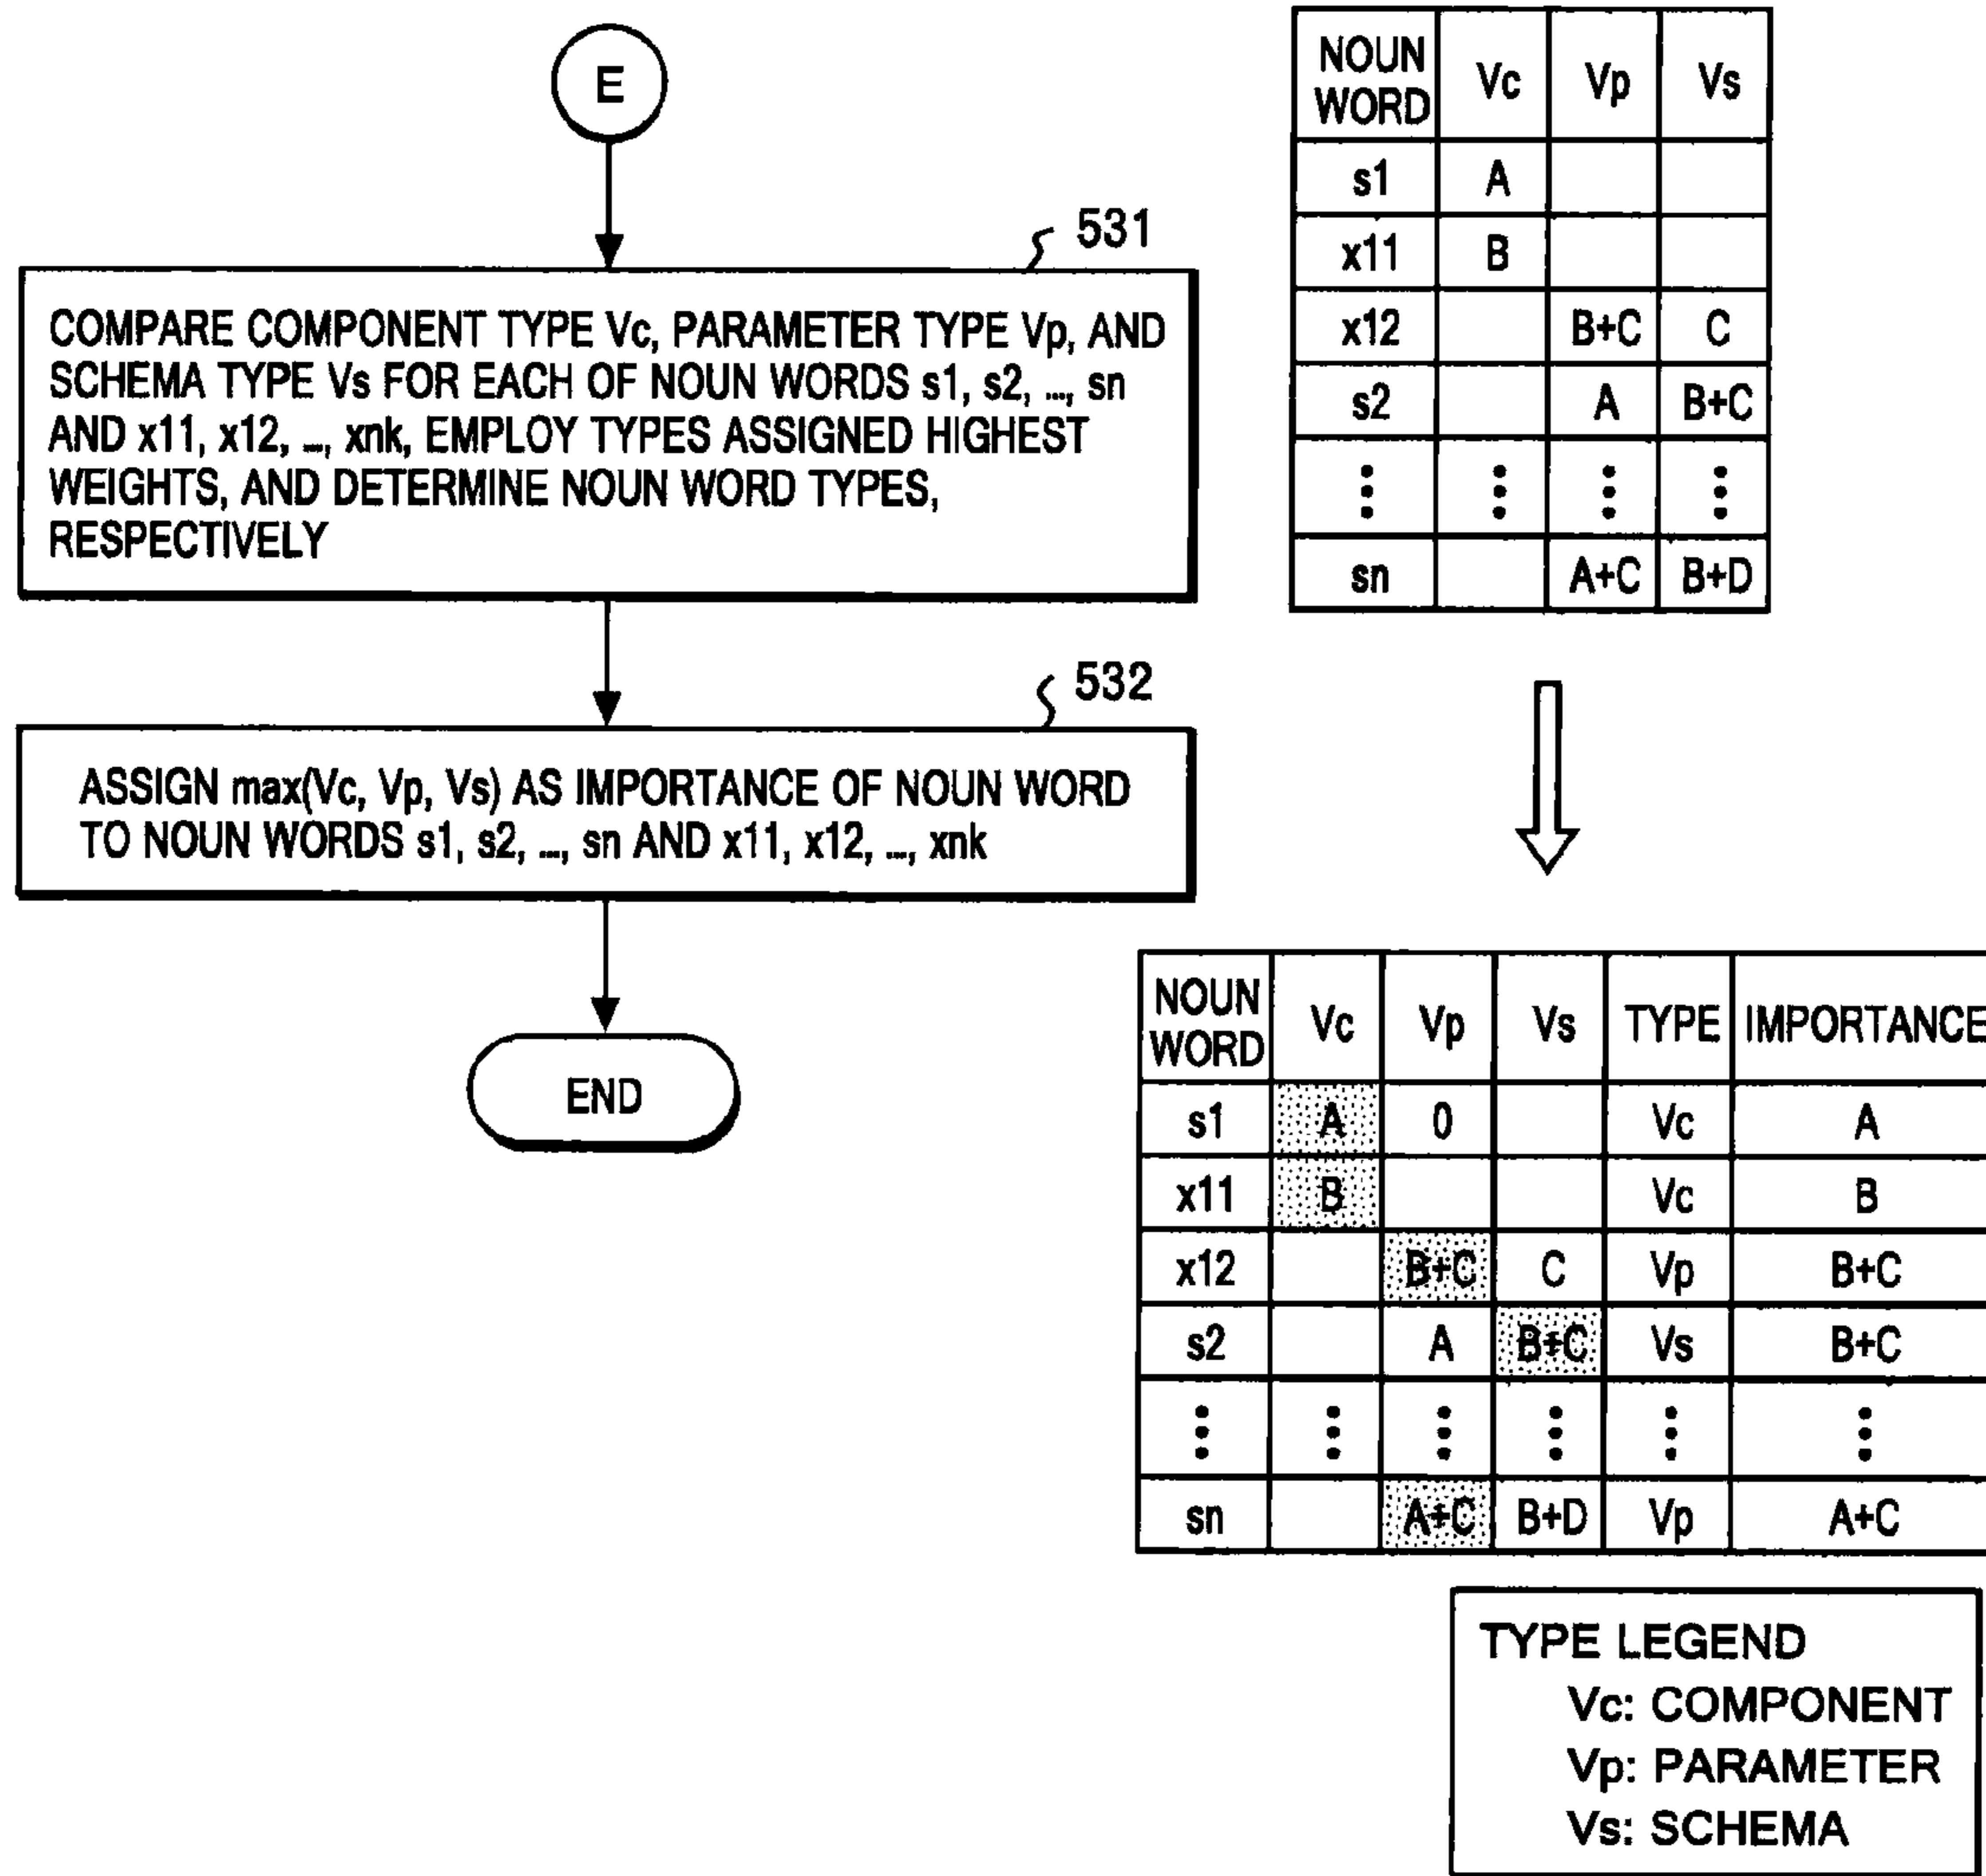 E
531
COMPARE COMPONENT TYPE Vc, PARAMETER TYPE Vp, AND
SCHEMA TYPE Vs FOR EACH OF NOUN WORDS s1, s2, ..., sn
AND x11, x12, ..., xnk, EMPLOY TYPES ASSIGNED HIGHEST
WEIGHTS, AND DETERMINE NOUN WORD TYPES,
RESPECTIVELY
532
ASSIGN max(Vc, Vp, Vs) AS IMPORTANCE OF NOUN WORD
TO NOUN WORDS s1, s2, ..., sn AND x11, x12, ..., xnk
END
NOUN WORD Vc Vp Vs
s1 A
x11 B
x12 B+C C
s2 A B+C
⋮ ⋮ ⋮ ⋮
sn A+C B+D
NOUN WORD Vc Vp Vs TYPE IMPORTANCE
s1 A 0 Vc A
x11 B Vc B
x12 B+C C Vp B+C
s2 A B+C Vs B+C
⋮ ⋮ ⋮ ⋮ ⋮ ⋮
sn A+C B+D Vp A+C
TYPE LEGEND
Vc: COMPONENT
Vp: PARAMETER
Vs: SCHEMA